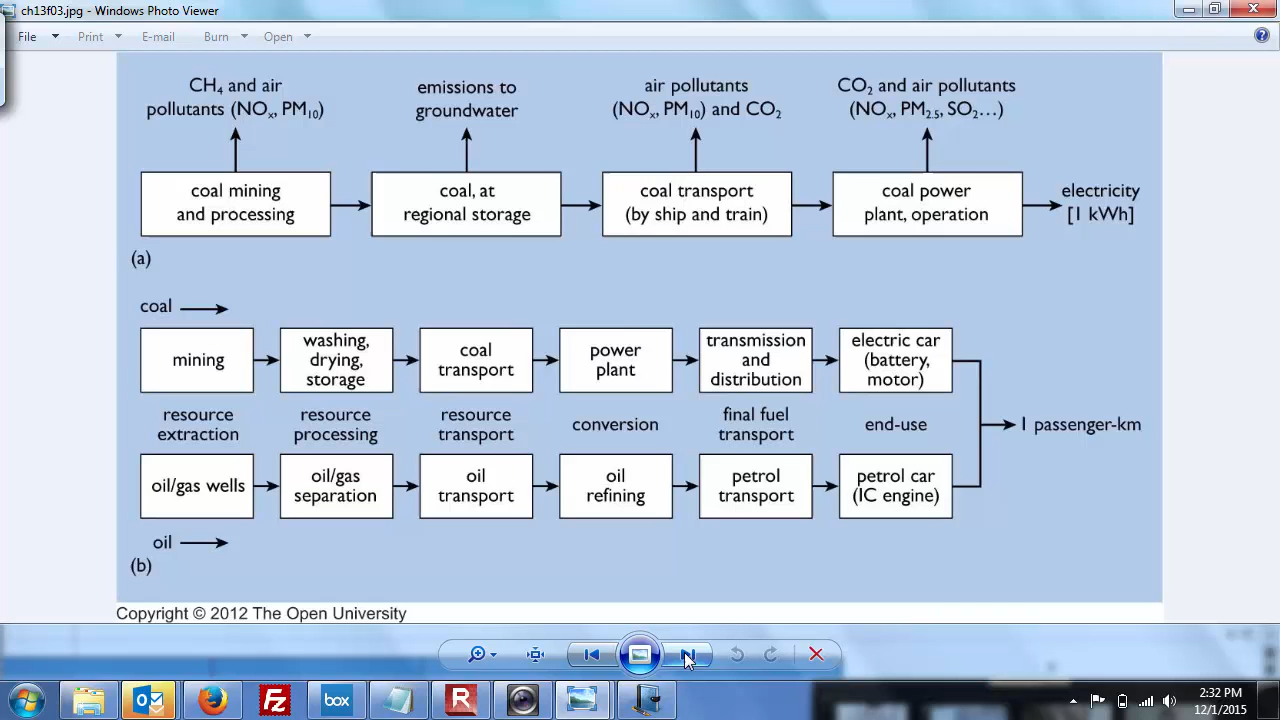 ch13f03.jpg - Windows Photo Viewer
File Print E-mail Burn Open
CH₄ and air
pollutants (NOₓ, PM₁₀)
emissions to
groundwater
air pollutants
(NOₓ, PM₁₀) and CO₂
CO₂ and air pollutants
(NOₓ, PM₂.₅, SO₂...)
coal mining
and processing
coal, at
regional storage
coal transport
(by ship and train)
coal power
plant, operation
electricity
[1 kWh]
(a)
coal
mining
washing,
drying,
storage
coal
transport
power
plant
transmission
and
distribution
electric car
(battery,
motor)
resource
extraction
resource
processing
resource
transport
conversion
final fuel
transport
end-use
1 passenger-km
oil/gas wells
oil/gas
separation
oil
transport
oil
refining
petrol
transport
petrol car
(IC engine)
oil
(b)
Copyright © 2012 The Open University
box
2:32 PM
12/1/2015